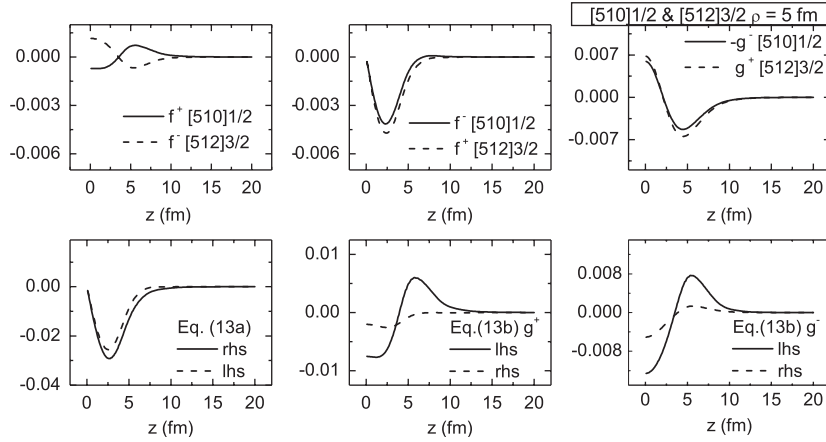 [510]1/2 & [512]3/2 ρ = 5 fm
0.000
-0.003
-0.006
f⁺ [510]1/2
f⁻ [512]3/2
0 5 10 15 20
z (fm)
0.000
-0.003
-0.006
f⁻ [510]1/2
f⁺ [512]3/2
0 5 10 15 20
z (fm)
0.007
0.000
-0.007
-g⁻ [510]1/2
g⁺ [512]3/2
0 5 10 15 20
z (fm)
0.00
-0.02
-0.04
Eq. (13a)
rhs
lhs
0 5 10 15 20
z (fm)
0.01
0.00
-0.01
Eq.(13b) g⁺
lhs
rhs
0 5 10 15 20
z (fm)
0.008
0.000
-0.008
Eq.(13b) g⁻
lhs
rhs
0 5 10 15 20
z (fm)